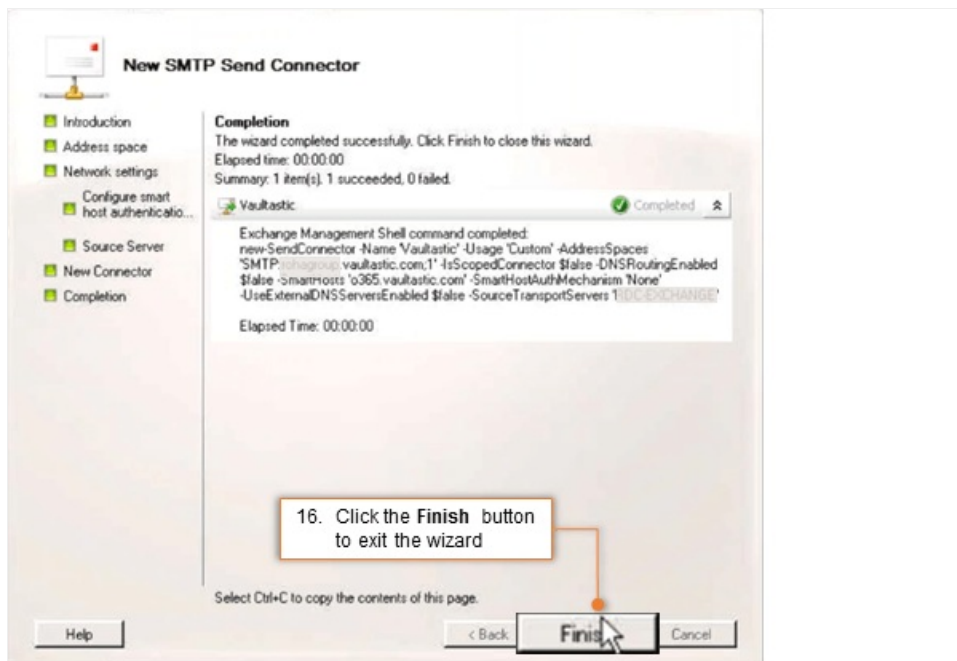 New SMTP Send Connector
Introduction
Address space
Network settings
Configure smart
host authenticatio...
Source Server
New Connector
Completion
Completion
The wizard completed successfully. Click Finish to close this wizard.
Elapsed time: 00:00:00
Summary: 1 item(s). 1 succeeded, 0 failed.
Vaultastic
Completed
Exchange Management Shell command completed:
new-SendConnector -Name 'Vaultastic' -Usage 'Custom' -AddressSpaces
'SMTP:rohagroup.vaultastic.com;1' -IsScopedConnector $false -DNSRoutingEnabled
$false -SmartHosts 'o365.vaultastic.com' -SmartHostAuthMechanism 'None'
-UseExternalDNSServersEnabled $false -SourceTransportServers 'RDC-EXCHANGE'
Elapsed Time: 00:00:00
16. Click the Finish button
to exit the wizard
Select Ctrl+C to copy the contents of this page.
Help
< Back
Finis
Cancel